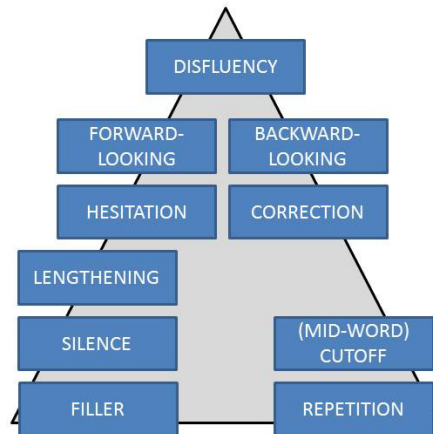 DISFLUENCY
FORWARD-
LOOKING
BACKWARD-
LOOKING
HESITATION
CORRECTION
LENGTHENING
SILENCE
(MID-WORD)
CUTOFF
FILLER
REPETITION